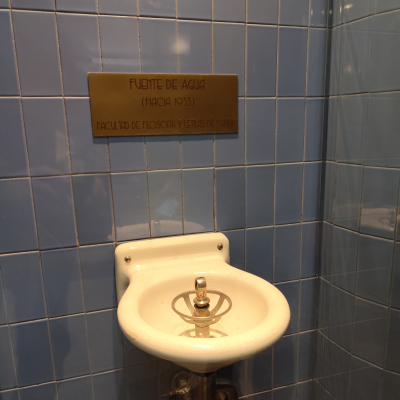 FUENTE DE AGUA
(HACIA 1933)
FACULTAD DE FILOSOFIA Y LETRAS DE